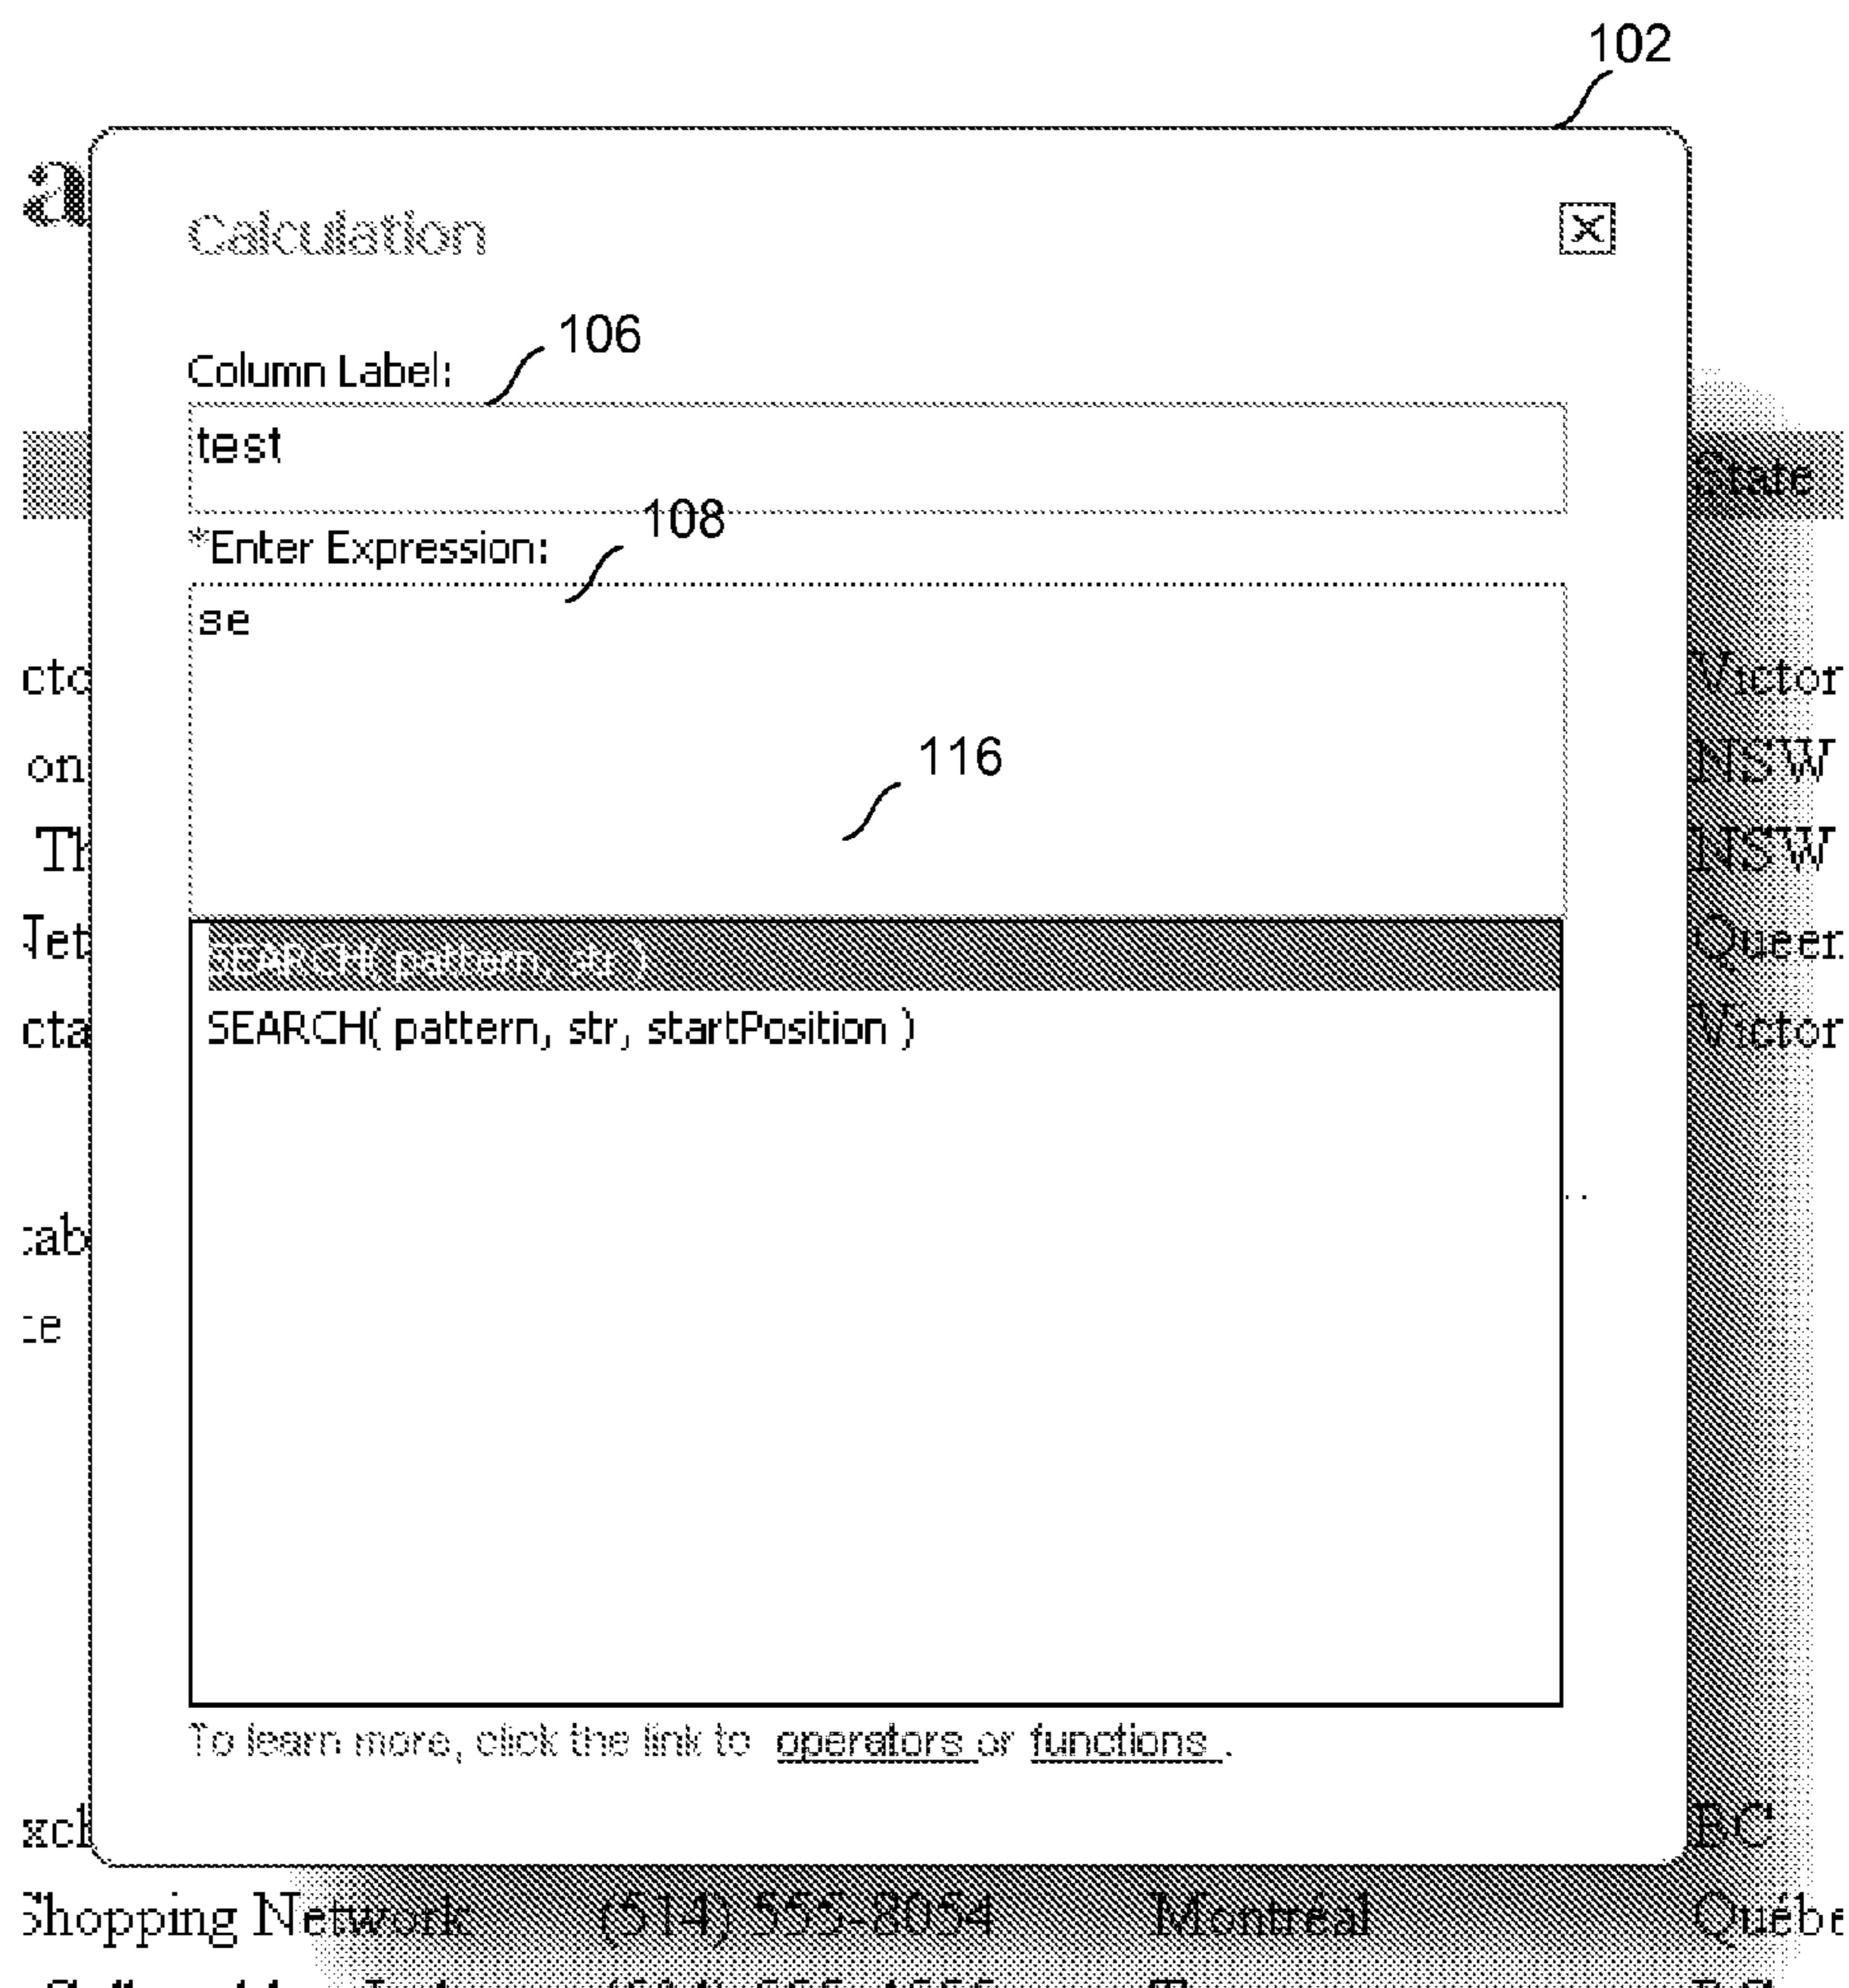 102
a
Calculation
106
Column Label:
test
State
108
*Enter Expression:
se
Victor
on
NSW
116
Th
NSW
SEARCH( pattern, str )
Queen
SEARCH( pattern, str, startPosition )
Victor
To learn more, click the link to operators or functions .
BC
Shopping Network (514) 555-8054 Montréal Québe